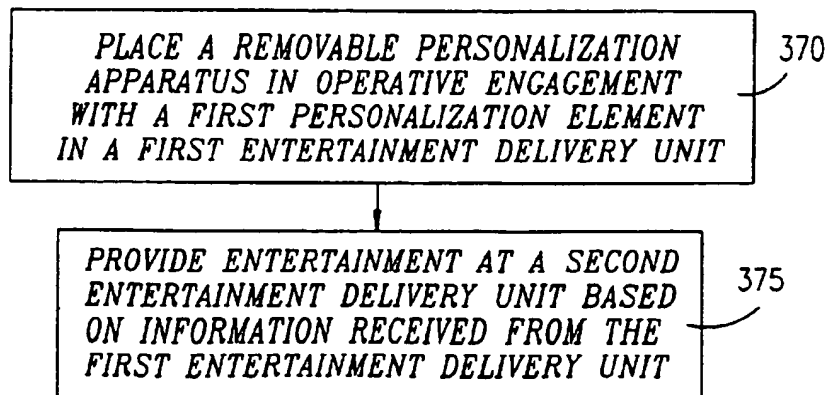 PLACE A REMOVABLE PERSONALIZATION
APPARATUS IN OPERATIVE ENGAGEMENT
WITH A FIRST PERSONALIZATION ELEMENT
IN A FIRST ENTERTAINMENT DELIVERY UNIT
370
PROVIDE ENTERTAINMENT AT A SECOND
ENTERTAINMENT DELIVERY UNIT BASED
ON INFORMATION RECEIVED FROM THE
FIRST ENTERTAINMENT DELIVERY UNIT
375